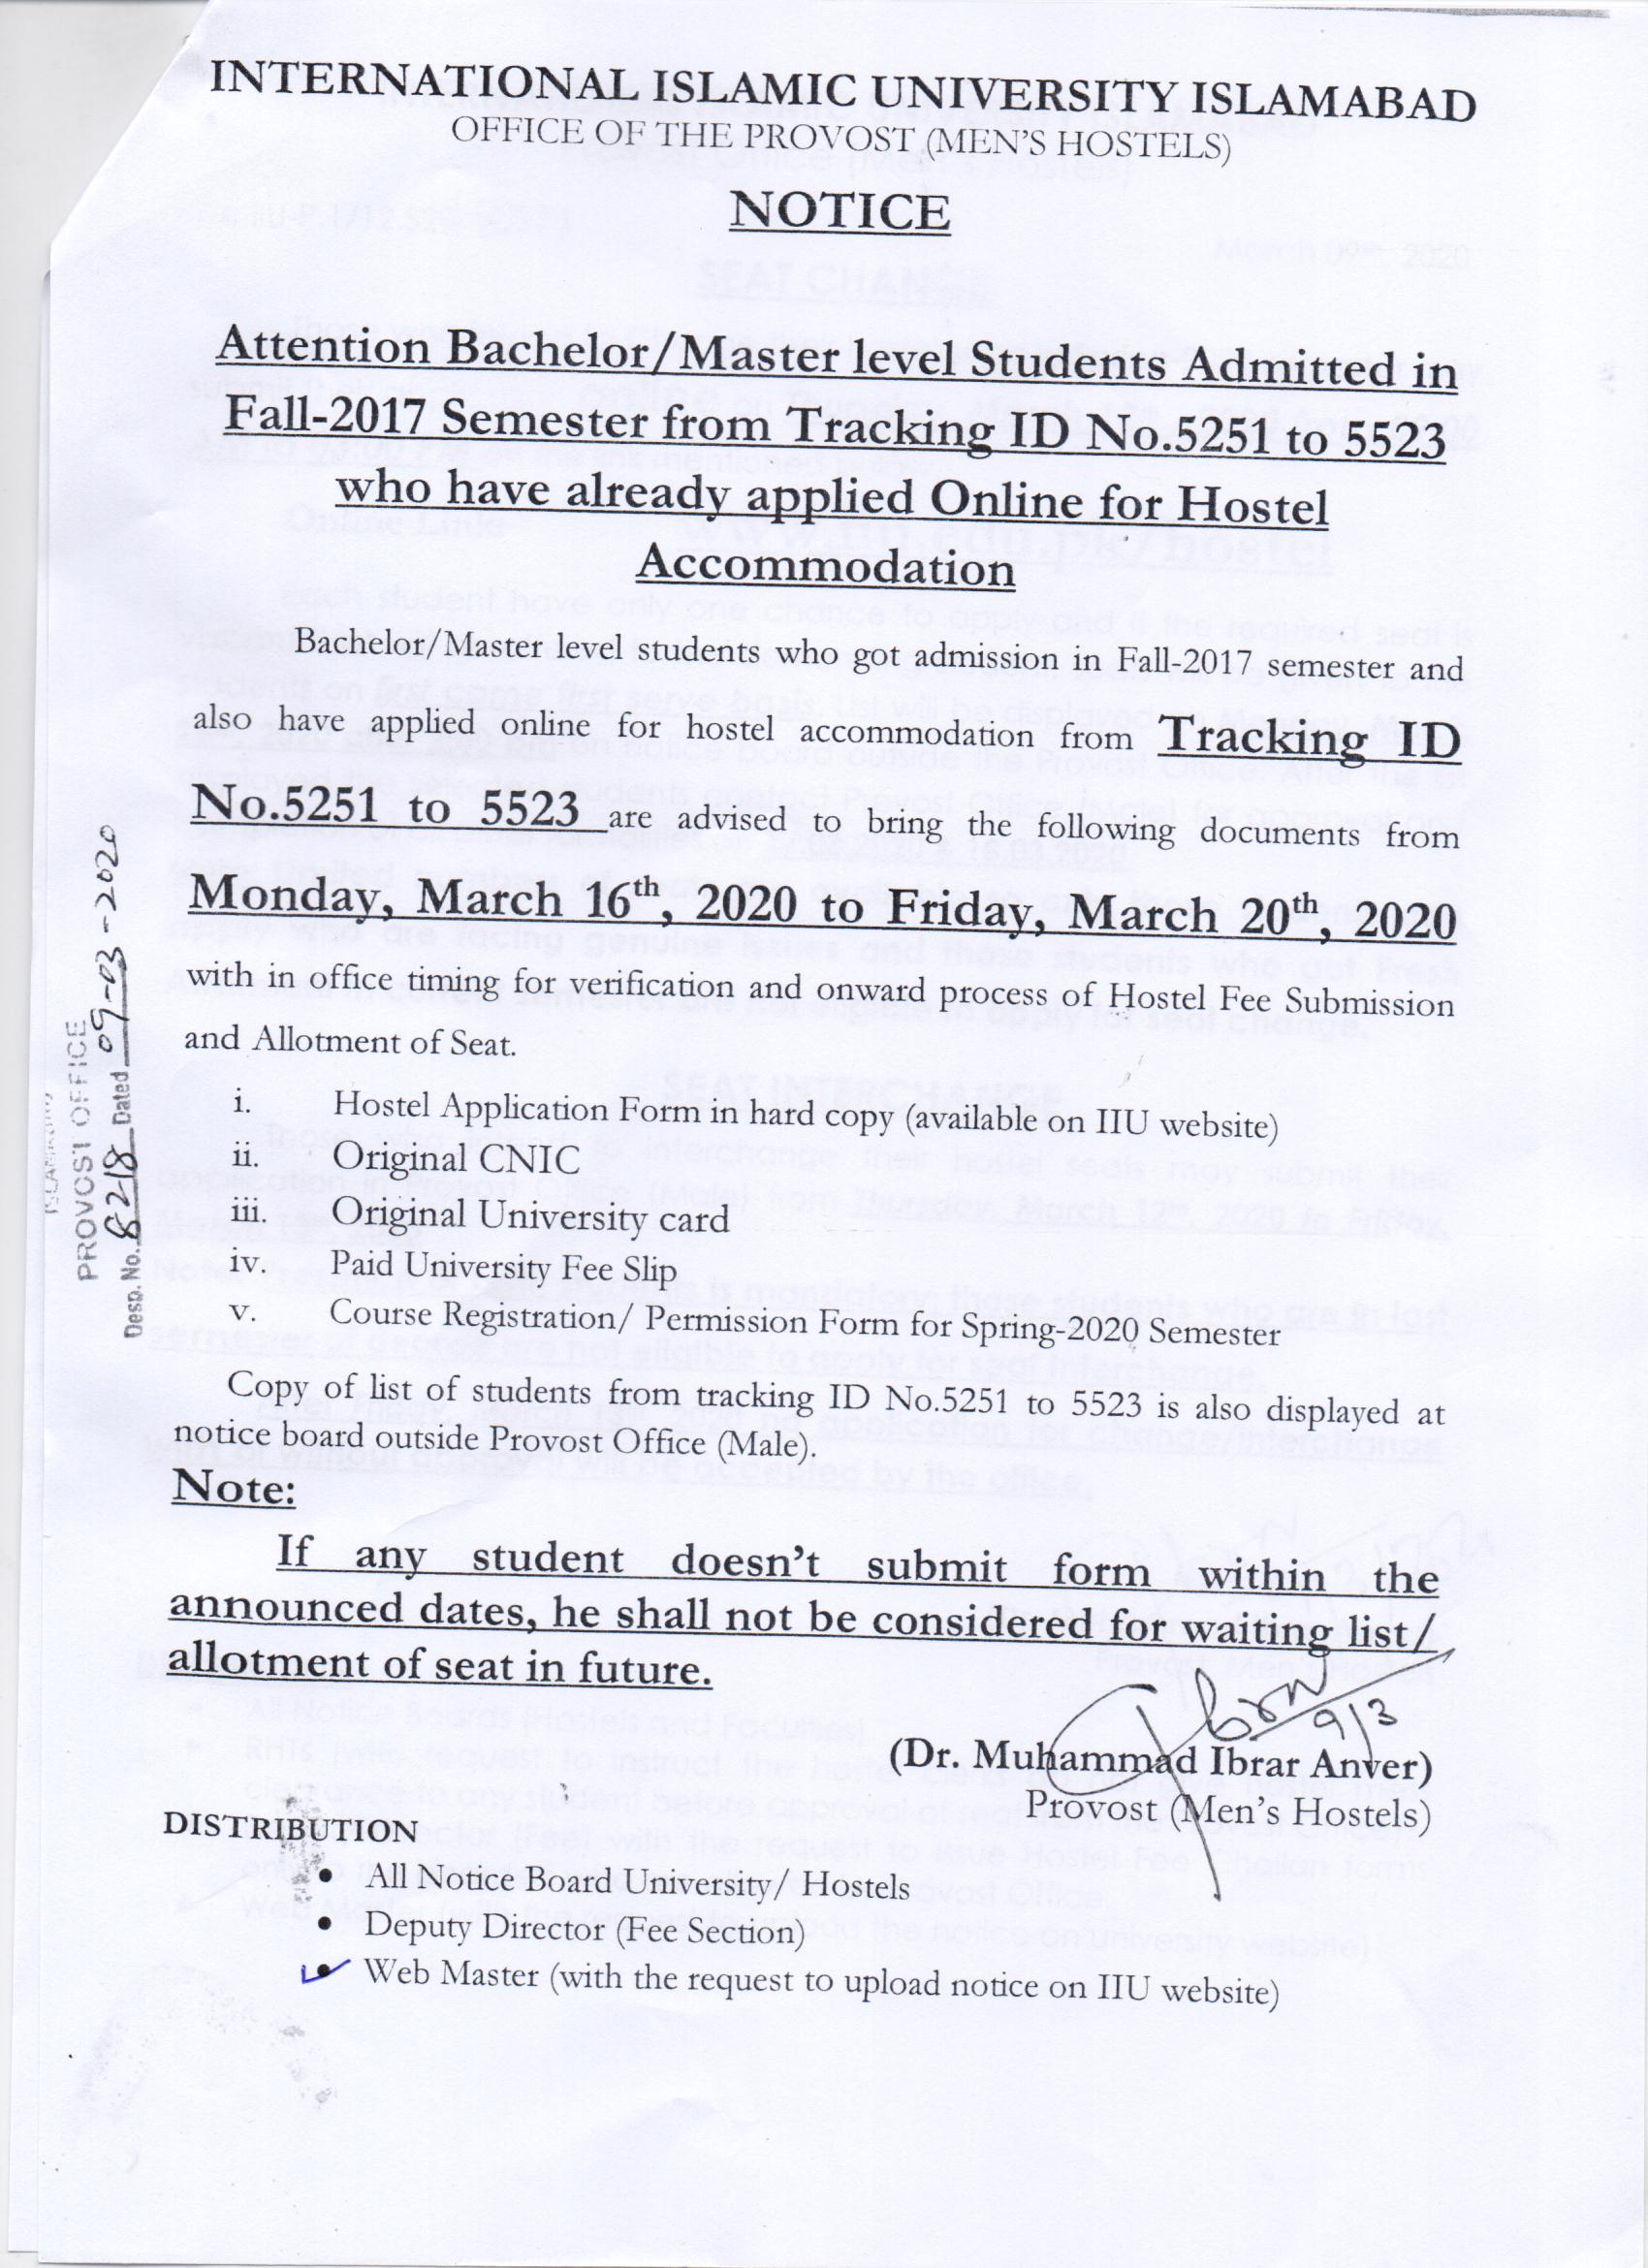 INTERNATIONAL ISLAMIC UNIVERSITY ISLAMABAD
OFFICE OF THE PROVOST (MEN'S HOSTELS)
NOTICE
Attention Bachelor/Master level Students Admitted in
Fall-2017 Semester from Tracking ID No.5251 to 5523
who have already applied Online for Hostel
Accommodation
Bachelor/Master level students who got admission in Fall-2017 semester and
also have applied online for hostel accommodation from Tracking ID
No.5251 to 5523 are advised to bring the following documents from
Monday, March 16th, 2020 to Friday, March 20th, 2020
with in office timing for verification and onward process of Hostel Fee Submission
and Allotment of Seat.
i. Hostel Application Form in hard copy (available on IIU website)
ii. Original CNIC
iii. Original University card
iv. Paid University Fee Slip
v. Course Registration/ Permission Form for Spring-2020 Semester
Copy of list of students from tracking ID No.5251 to 5523 is also displayed at
notice board outside Provost Office (Male).
Note:
If any student doesn't submit form within the
announced dates, he shall not be considered for waiting list/
allotment of seat in future.
9/3
(Dr. Muhammad Ibrar Anver)
Provost (Men's Hostels)
DISTRIBUTION
• All Notice Board University/ Hostels
• Deputy Director (Fee Section)
• Web Master (with the request to upload notice on IIU website)
PROVOST OFFICE
Desp. No. 8218 Dated 09-03-2020